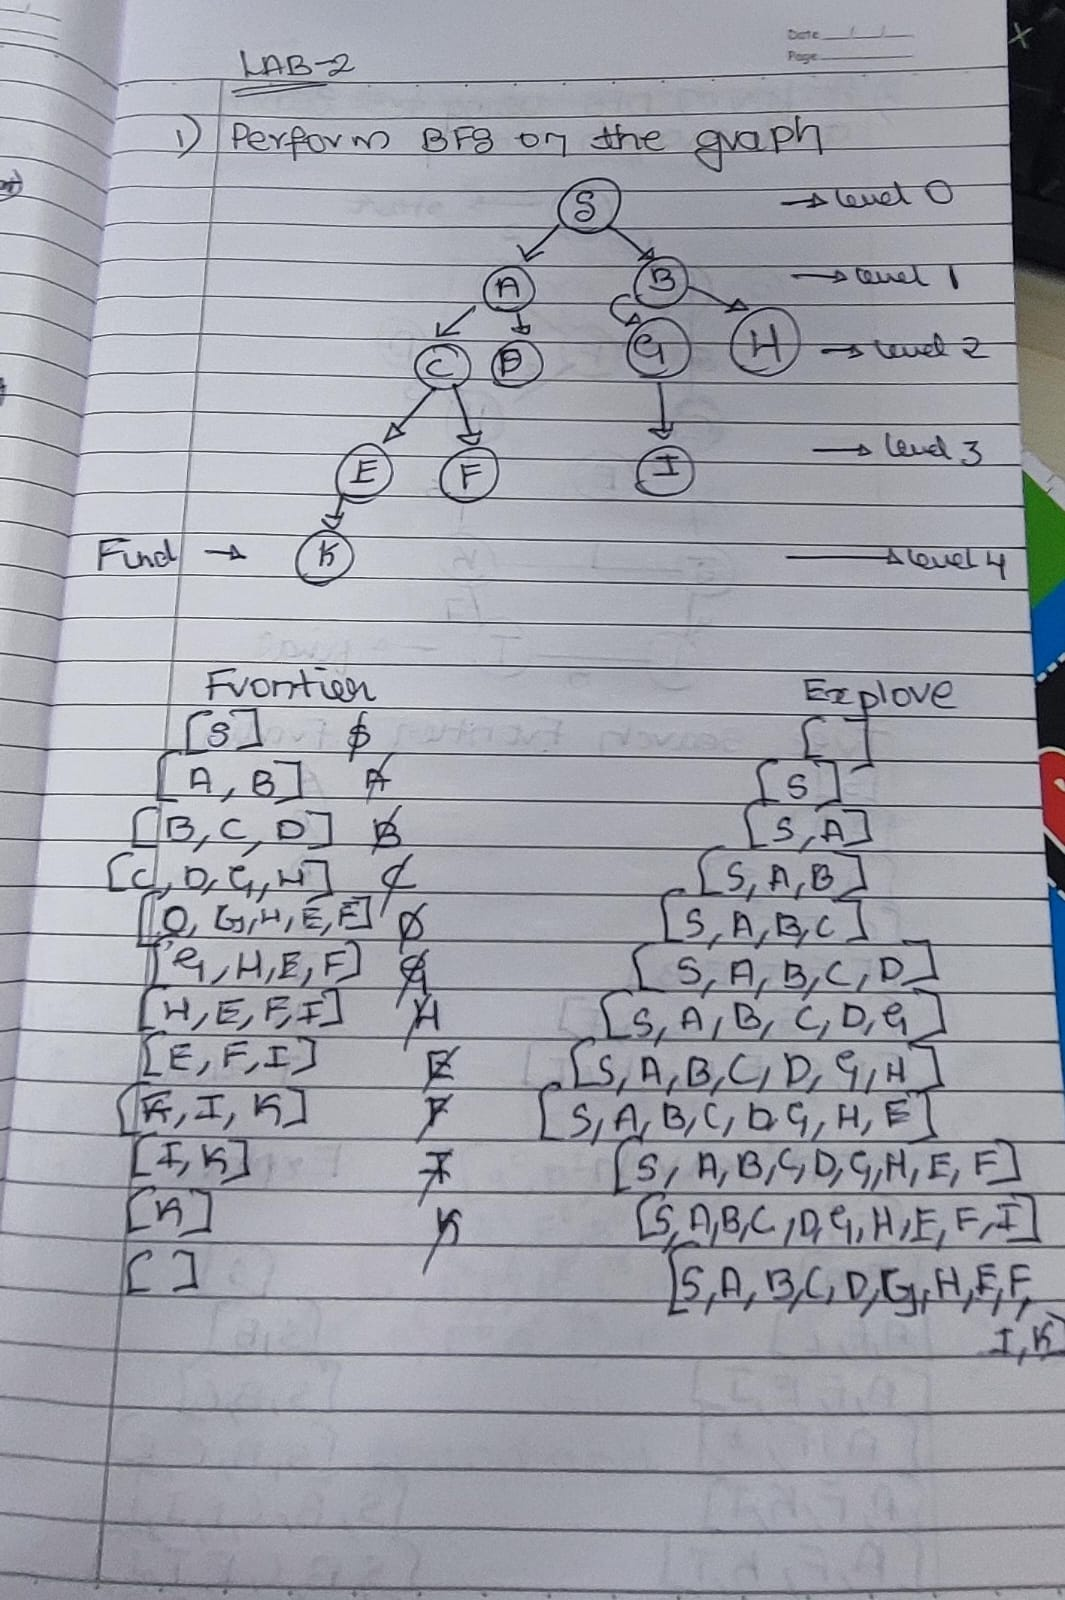 Date / /
Page
LAB-2
1) Perform BFS on the graph
S → level 0
A B → level 1
C D G H → level 2
E F I → level 3
Find → K → level 4
Frontier Explore
[S] S [ ]
[A, B] A [S]
[B, C, D] B [S, A]
[C, D, G, H] C [S, A, B]
[D, G, H, E, F] D [S, A, B, C]
[G, H, E, F] G [S, A, B, C, D]
[H, E, F, I] H [S, A, B, C, D, G]
[E, F, I] E [S, A, B, C, D, G, H]
[F, I, K] F [S, A, B, C, D, G, H, E]
[I, K] I [S, A, B, C, D, G, H, E, F]
[K] K [S, A, B, C, D, G, H, E, F, I]
[ ] [S, A, B, C, D, G, H, E, F,
I, K]